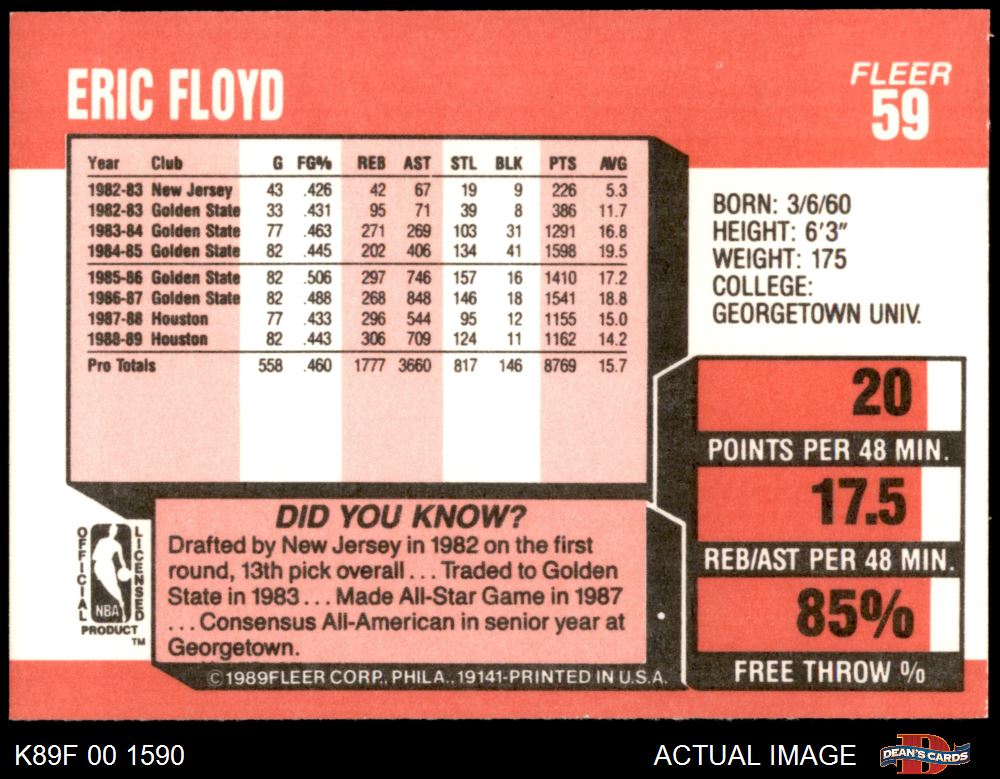 ERIC FLOYD
FLEER
59
Year Club G FG% REB AST STL BLK PTS AVG
1982-83 New Jersey 43 .426 42 67 19 9 226 5.3
1982-83 Golden State 33 .431 95 71 39 8 386 11.7
1983-84 Golden State 77 .463 271 269 103 31 1291 16.8
1984-85 Golden State 82 .445 202 406 134 41 1598 19.5
1985-86 Golden State 82 .506 297 746 157 16 1410 17.2
1986-87 Golden State 82 .488 268 848 146 18 1541 18.8
1987-88 Houston 77 .433 296 544 95 12 1155 15.0
1988-89 Houston 82 .443 306 709 124 11 1162 14.2
Pro Totals 558 .460 1777 3660 817 146 8769 15.7
BORN: 3/6/60
HEIGHT: 6'3"
WEIGHT: 175
COLLEGE:
GEORGETOWN UNIV.
20
POINTS PER 48 MIN.
17.5
REB/AST PER 48 MIN.
85%
FREE THROW %
OFFICIAL
LICENSED
NBA
PRODUCT
TM
DID YOU KNOW?
Drafted by New Jersey in 1982 on the first
round, 13th pick overall ... Traded to Golden
State in 1983 ... Made All-Star Game in 1987
... Consensus All-American in senior year at
Georgetown.
©1989FLEER CORP., PHILA., 19141-PRINTED IN U.S.A.
K89F 00 1590
ACTUAL IMAGE
DEAN'S CARDS